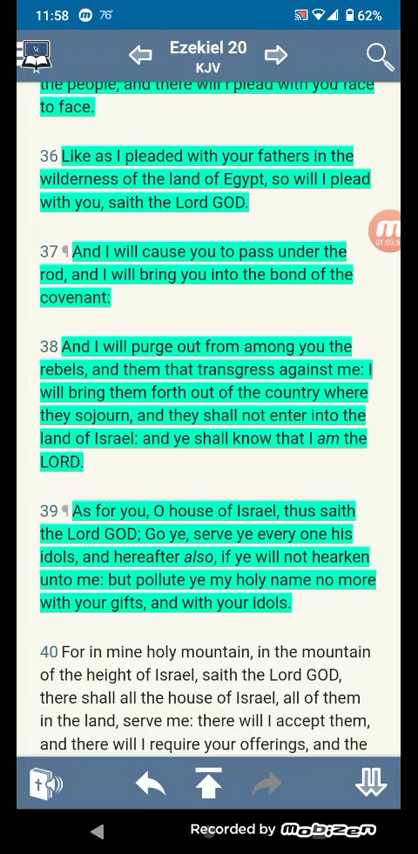 11:58 m 76° 62%
Ezekiel 20
KJV
the people, and there will I plead with you face
to face.
36 Like as I pleaded with your fathers in the
wilderness of the land of Egypt, so will I plead
with you, saith the Lord GOD.
37 ¶ And I will cause you to pass under the
rod, and I will bring you into the bond of the
covenant:
38 And I will purge out from among you the
rebels, and them that transgress against me: I
will bring them forth out of the country where
they sojourn, and they shall not enter into the
land of Israel: and ye shall know that I am the
LORD.
39 ¶ As for you, O house of Israel, thus saith
the Lord GOD; Go ye, serve ye every one his
idols, and hereafter also, if ye will not hearken
unto me: but pollute ye my holy name no more
with your gifts, and with your idols.
40 For in mine holy mountain, in the mountain
of the height of Israel, saith the Lord GOD,
there shall all the house of Israel, all of them
in the land, serve me: there will I accept them,
and there will I require your offerings, and the
m
01:03:5
Recorded by mobizen